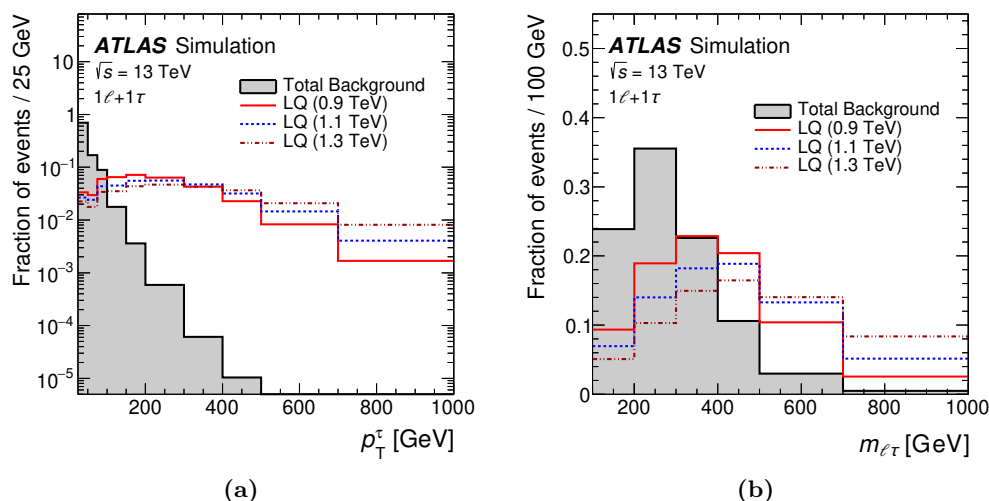 ATLAS Simulation
√s = 13 TeV
1ℓ+1τ
Total Background
LQ (0.9 TeV)
LQ (1.1 TeV)
LQ (1.3 TeV)
Fraction of events / 25 GeV
10
1
10⁻¹
10⁻²
10⁻³
10⁻⁴
10⁻⁵
200 400 600 800 1000
p_T^τ [GeV]
(a)
ATLAS Simulation
√s = 13 TeV
1ℓ+1τ
Total Background
LQ (0.9 TeV)
LQ (1.1 TeV)
LQ (1.3 TeV)
Fraction of events / 100 GeV
0.5
0.4
0.3
0.2
0.1
0
200 400 600 800 1000
m_ℓτ [GeV]
(b)